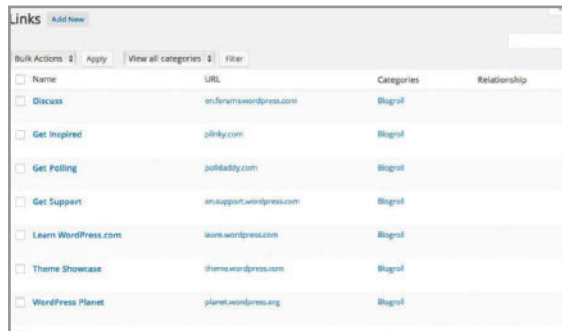 Links Add New
Bulk Actions Apply View all categories Filter
Name URL Categories Relationship
Discuss en.forums.wordpress.com Blogroll
Get Inspired plinky.com Blogroll
Get Polling polldaddy.com Blogroll
Get Support en.support.wordpress.com Blogroll
Learn WordPress.com learn.wordpress.com Blogroll
Theme Showcase theme.wordpress.com Blogroll
WordPress Planet planet.wordpress.org Blogroll